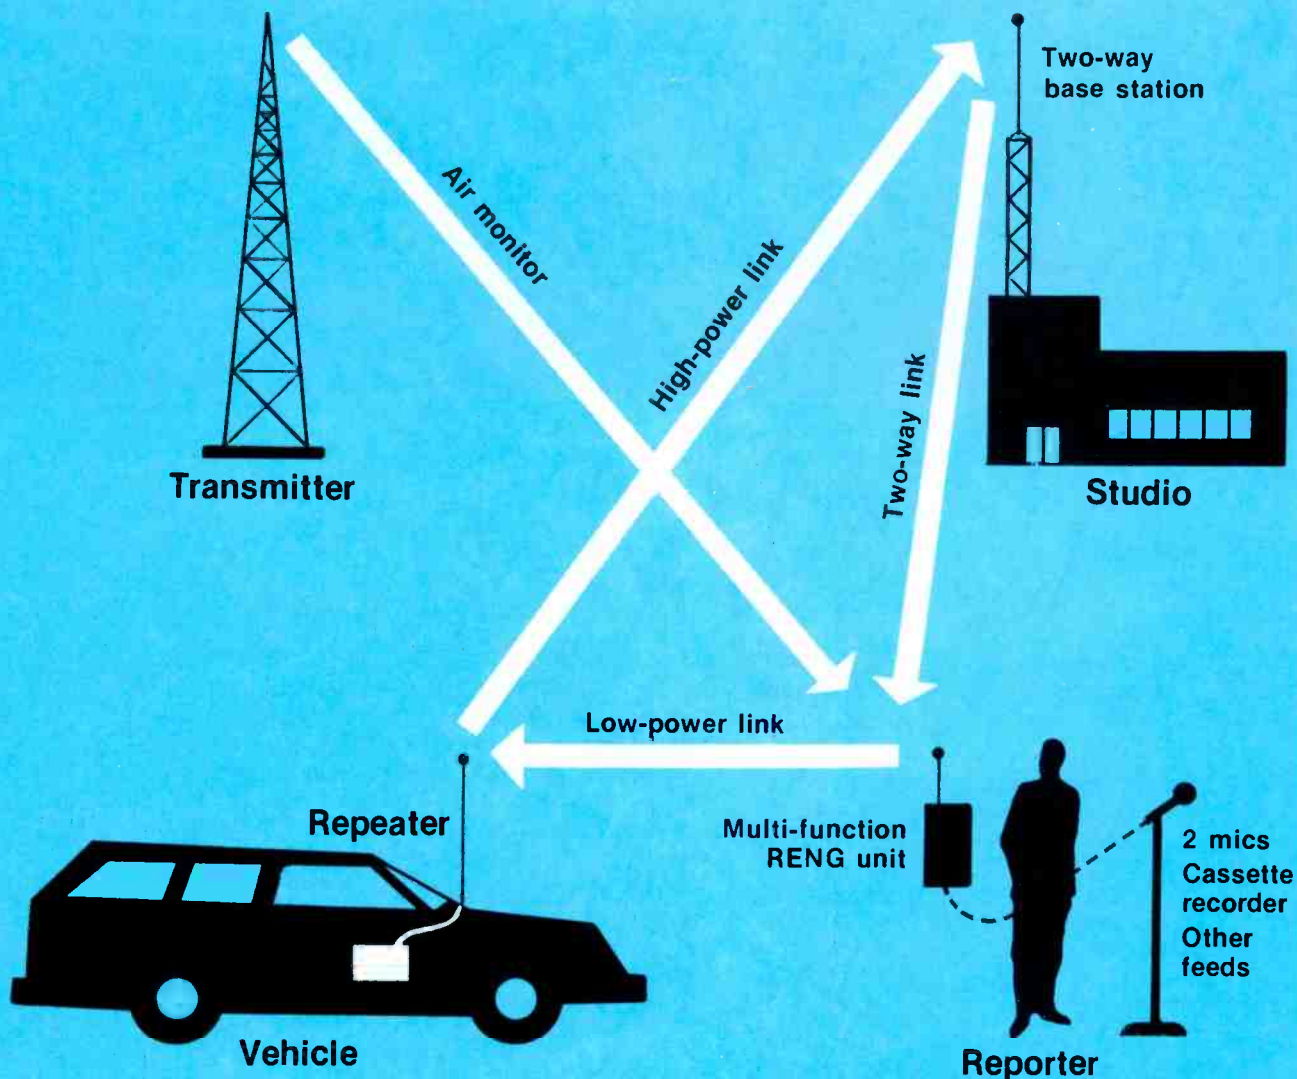 Two-way
base station
Air monitor
High-power link
Two-way link
Transmitter
Studio
Low-power link
Repeater
Multi-function
RENG unit
2 mics
Cassette
recorder
Other
feeds
Vehicle
Reporter